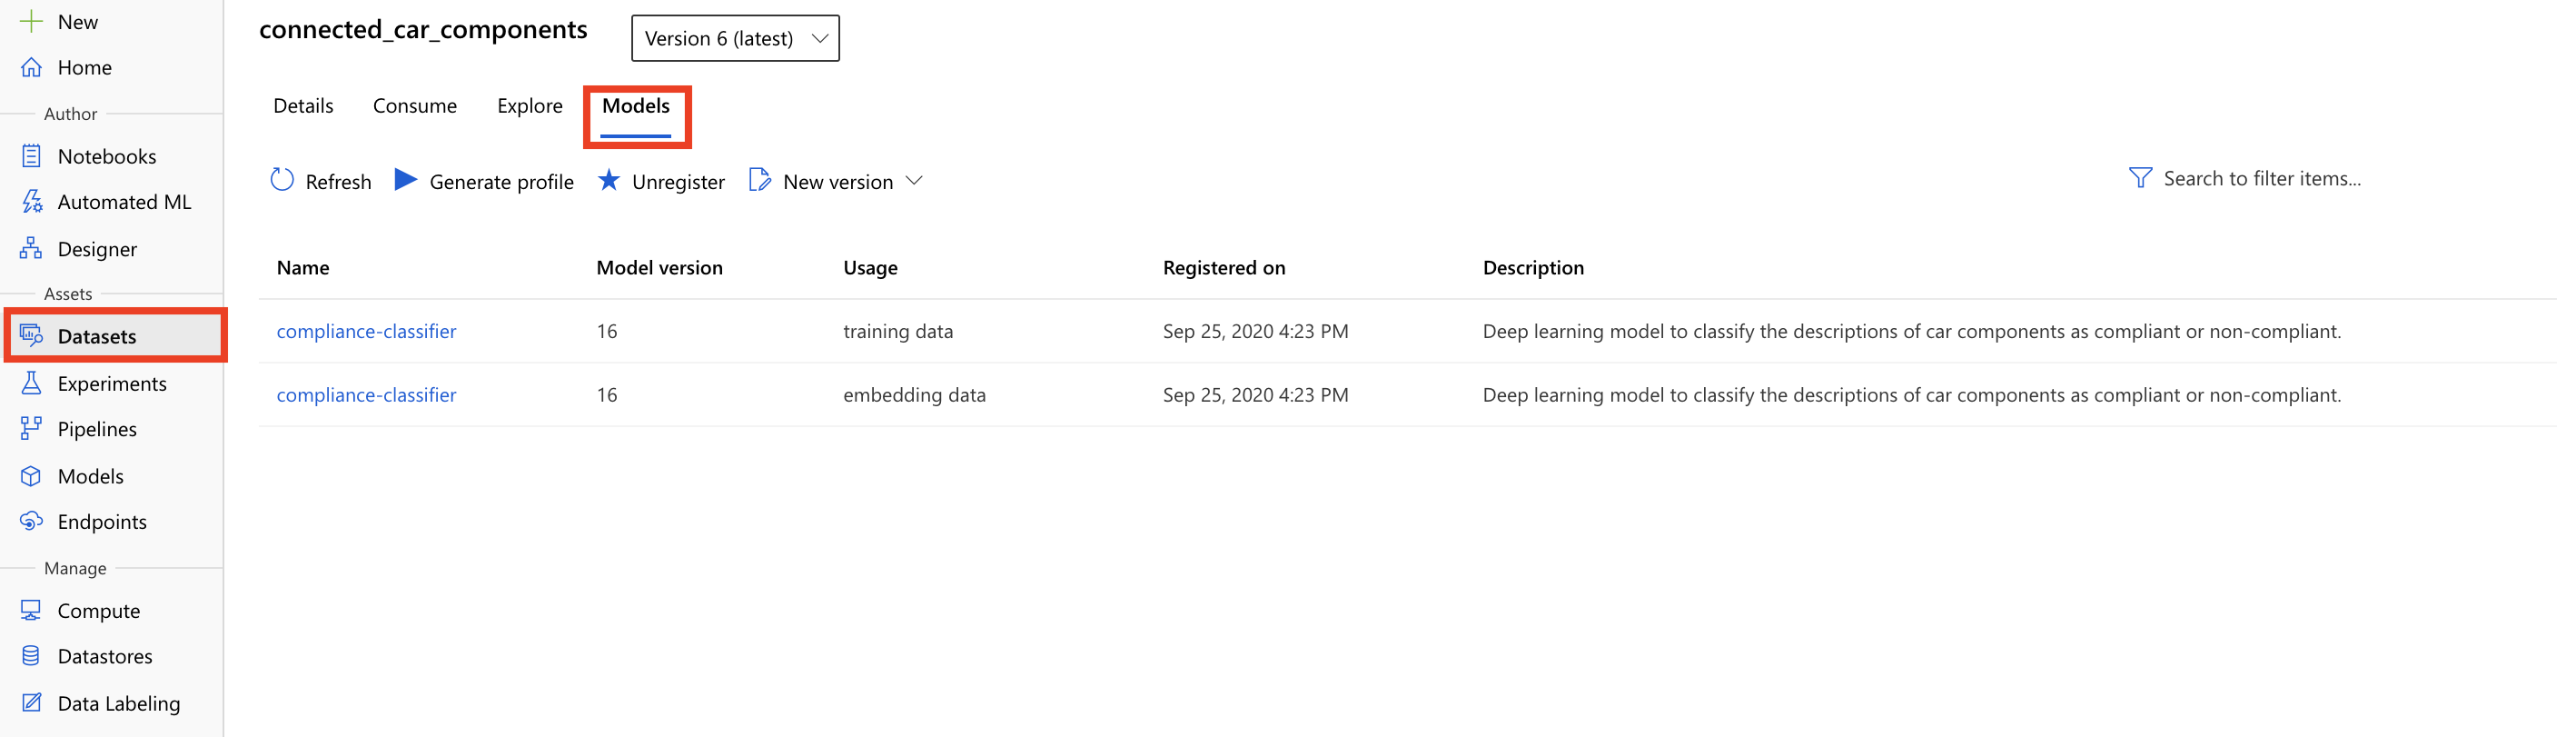 New
Home
Author
Notebooks
Automated ML
Designer
Assets
Datasets
Experiments
Pipelines
Models
Endpoints
Manage
Compute
Datastores
Data Labeling
connected_car_components
Version 6 (latest)
Details Consume Explore Models
Refresh Generate profile Unregister New version
Search to filter items...
Name Model version Usage Registered on Description
compliance-classifier 16 training data Sep 25, 2020 4:23 PM Deep learning model to classify the descriptions of car components as compliant or non-compliant.
compliance-classifier 16 embedding data Sep 25, 2020 4:23 PM Deep learning model to classify the descriptions of car components as compliant or non-compliant.